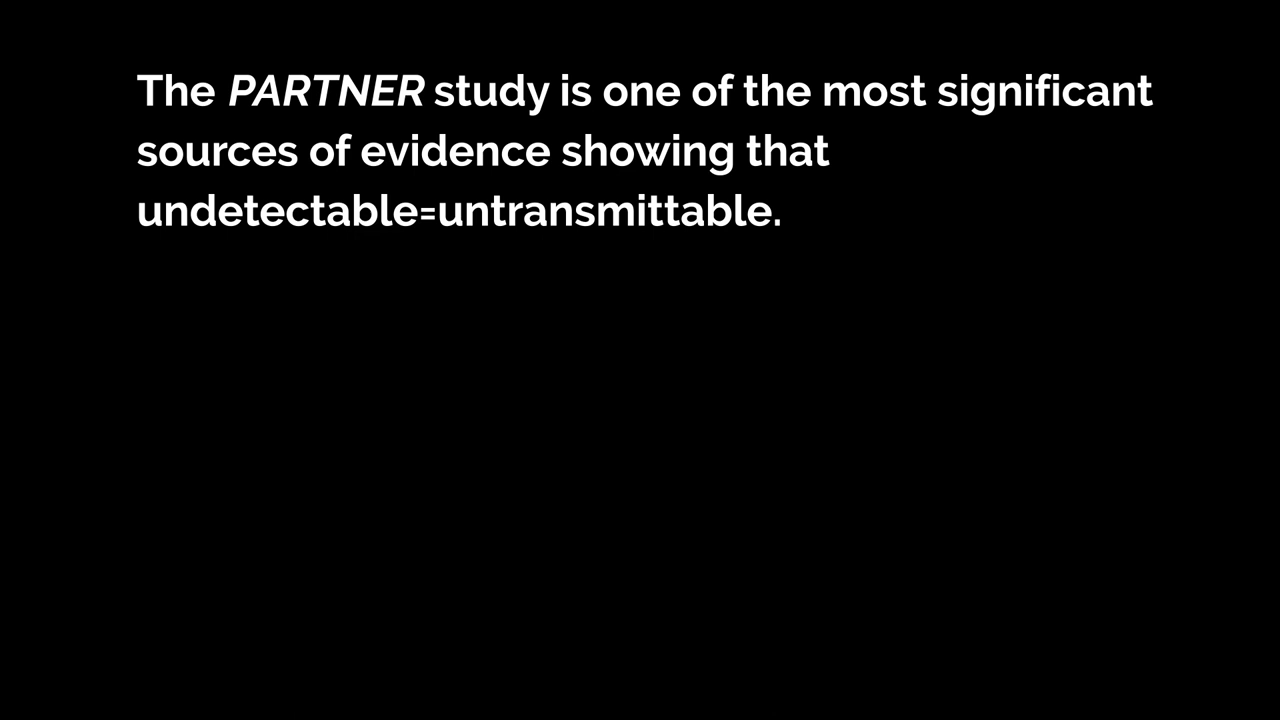 The PARTNER study is one of the most significant
sources of evidence showing that
undetectable=untransmittable.